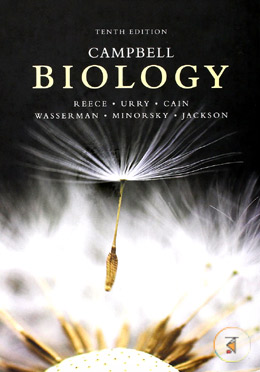 TENTH EDITION
CAMPBELL
BIOLOGY
REECE • URRY • CAIN
WASSERMAN • MINORSKY • JACKSON